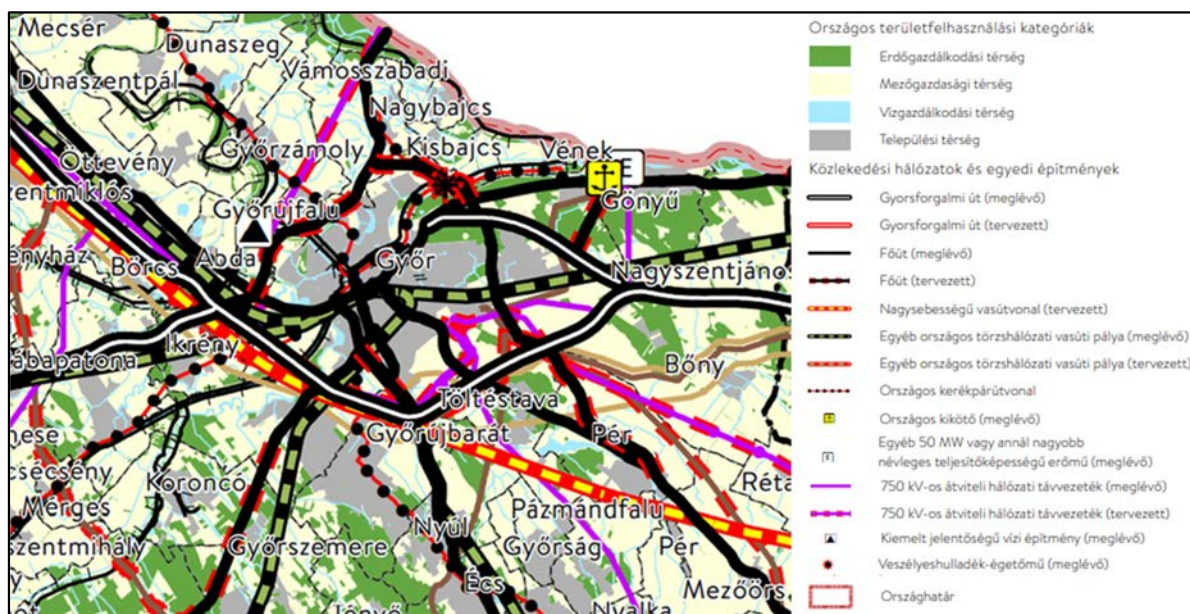 Mecsér
Dunaszeg
Vámosszabadi
Dunaszentpál
Nagybajcs
Kisbajcs
Vének
E
Öttevény
Győrzámoly
Gönyű
szentmiklós
Győrújfalu
Abda
Győr
Börcs
Nagyszentjános
Ikrény
Bőny
Töltéstava
Győrújbarát
Pér
Koroncó
Réta
Merges
Nyúl
Pázmándfalu
szentmihály
Győrszemere
Győrság
Pér
Écs
Mezőörs
Nyalka
Országos területfelhasználási kategóriák
Erdőgazdálkodási térség
Mezőgazdasági térség
Vízgazdálkodási térség
Települési térség
Közlekedési hálózatok és egyedi építmények
Gyorsforgalmi út (meglévő)
Gyorsforgalmi út (tervezett)
Főút (meglévő)
Főút (tervezett)
Nagysebességű vasútvonal (tervezett)
Egyéb országos törzshálózati vasúti pálya (meglévő)
Egyéb országos törzshálózati vasúti pálya (tervezett)
Országos kerékpárútvonal
Országos kikötő (meglévő)
Egyéb 50 MW vagy annál nagyobb
névleges teljesítőképességű erőmű (meglévő)
750 kV-os átviteli hálózati távvezeték (meglévő)
750 kV-os átviteli hálózati távvezeték (tervezett)
Kiemelt jelentőségű vízi építmény (meglévő)
Veszélyeshulladék-égetőmű (meglévő)
Országhatár